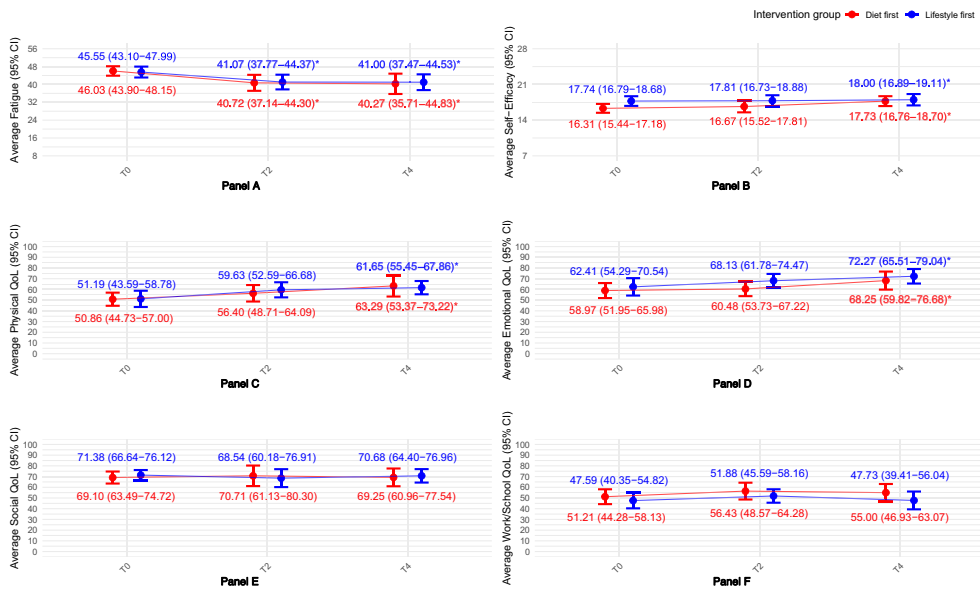 Intervention group Diet first Lifestyle first
Average Fatigue (95% CI)
56
48
40
32
24
16
8
45.55 (43.10−47.99)
41.07 (37.77−44.37)*
41.00 (37.47−44.53)*
46.03 (43.90−48.15)
40.72 (37.14−44.30)*
40.27 (35.71−44.83)*
T0
T2
T4
Panel A
Average Self−Efficacy (95% CI)
28
21
14
7
17.74 (16.79−18.68)
17.81 (16.73−18.88)
18.00 (16.89−19.11)*
16.31 (15.44−17.18)
16.67 (15.52−17.81)
17.73 (16.76−18.70)*
T0
T2
T4
Panel B
Average Physical QoL (95% CI)
100
90
80
70
60
50
40
30
20
10
0
51.19 (43.59−58.78)
59.63 (52.59−66.68)
61.65 (55.45−67.86)*
50.86 (44.73−57.00)
56.40 (48.71−64.09)
63.29 (53.37−73.22)*
T0
T2
T4
Panel C
Average Emotional QoL (95% CI)
100
90
80
70
60
50
40
30
20
10
0
62.41 (54.29−70.54)
68.13 (61.78−74.47)
72.27 (65.51−79.04)*
58.97 (51.95−65.98)
60.48 (53.73−67.22)
68.25 (59.82−76.68)*
T0
T2
T4
Panel D
Average Social QoL (95% CI)
100
90
80
70
60
50
40
30
20
10
0
71.38 (66.64−76.12)
68.54 (60.18−76.91)
70.68 (64.40−76.96)
69.10 (63.49−74.72)
70.71 (61.13−80.30)
69.25 (60.96−77.54)
T0
T2
T4
Panel E
Average Work/School QoL (95% CI)
100
90
80
70
60
50
40
30
20
10
0
47.59 (40.35−54.82)
51.88 (45.59−58.16)
47.73 (39.41−56.04)
51.21 (44.28−58.13)
56.43 (48.57−64.28)
55.00 (46.93−63.07)
T0
T2
T4
Panel F